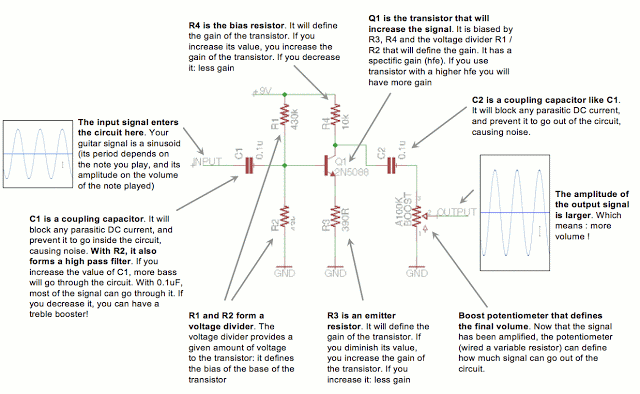 R4 is the bias resistor. It will define
the gain of the transistor. If you
increase its value, you increase the
gain of the transistor. If you decrease
it: less gain
Q1 is the transistor that will
increase the signal. It is biased by
R3, R4 and the voltage divider R1 /
R2 that will define the gain. It has a
spectific gain (hfe). If you use
transistor with a higher hfe you will
have more gain
C2 is a coupling capacitor like C1.
It will block any parasitic DC current,
and prevent it to go out of the circuit,
causing noise.
The input signal enters
the circuit here. Your
guitar signal is a sinusoid
(its period depends on
the note you play, and its
amplitude on the volume
of the note played)
+9V
R1
430k
R4
10k
INPUT
C1
0.1u
Q1
2N5088
C2
0.1u
R2
R3
390R
A100K
BOOST
OUTPUT
GND
GND
GND
The amplitude of
the output signal
is larger. Which
means : more
volume !
C1 is a coupling capacitor. It will
block any parasitic DC current, and
prevent it to go inside the circuit,
causing noise. With R2, it also
forms a high pass filter. If you
increase the value of C1, more bass
will go through the circuit. With 0.1uF,
most of the signal can go through it. If
you decrease it, you can have a
treble booster!
R1 and R2 form a
voltage divider. The
voltage divider provides a
given amount of voltage
to the transistor: it defines
the bias of the base of the
transistor
R3 is an emitter
resistor. It will define the
gain of the transistor. If
you diminish its value,
you increase the gain of
the transistor. If you
increase it: less gain
Boost potentiometer that defines
the final volume. Now that the signal
has been amplified, the potentiometer
(wired a variable resistor) can define
how much signal can go out of the
circuit.